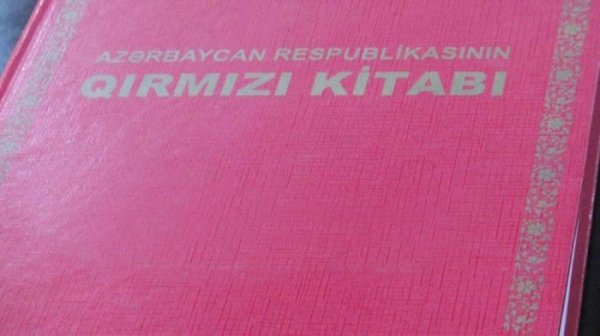 AZƏRBAYCAN RESPUBLİKASININ
QIRMIZI KİTABI